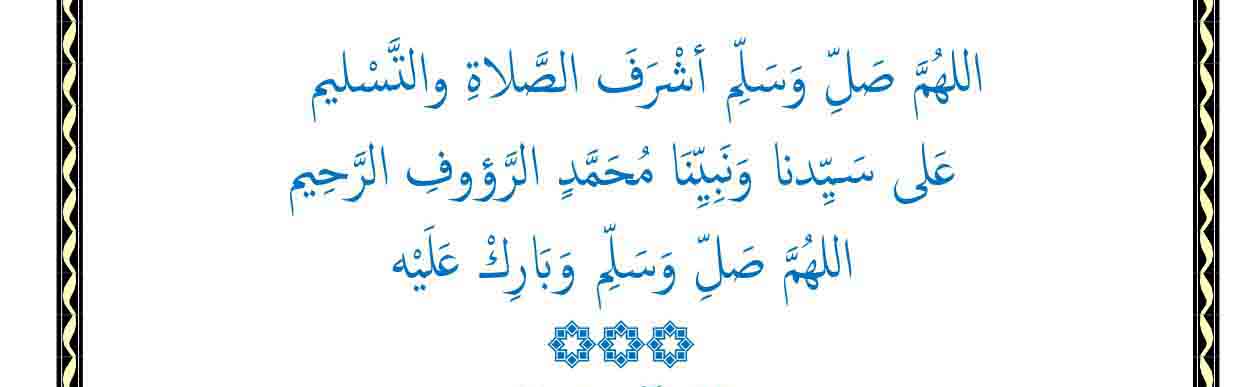 اللهُمَّ صَلِّ وَسَلِّم أشْرَفَ الصَّلاةِ والتَّسْليم
عَلى سَيِّدنا وَنَبِيِّنَا مُحَمَّدٍ الرَّؤوفِ الرَّحِيم
اللهُمَّ صَلِّ وَسَلِّم وَبَارِكْ عَلَيْه